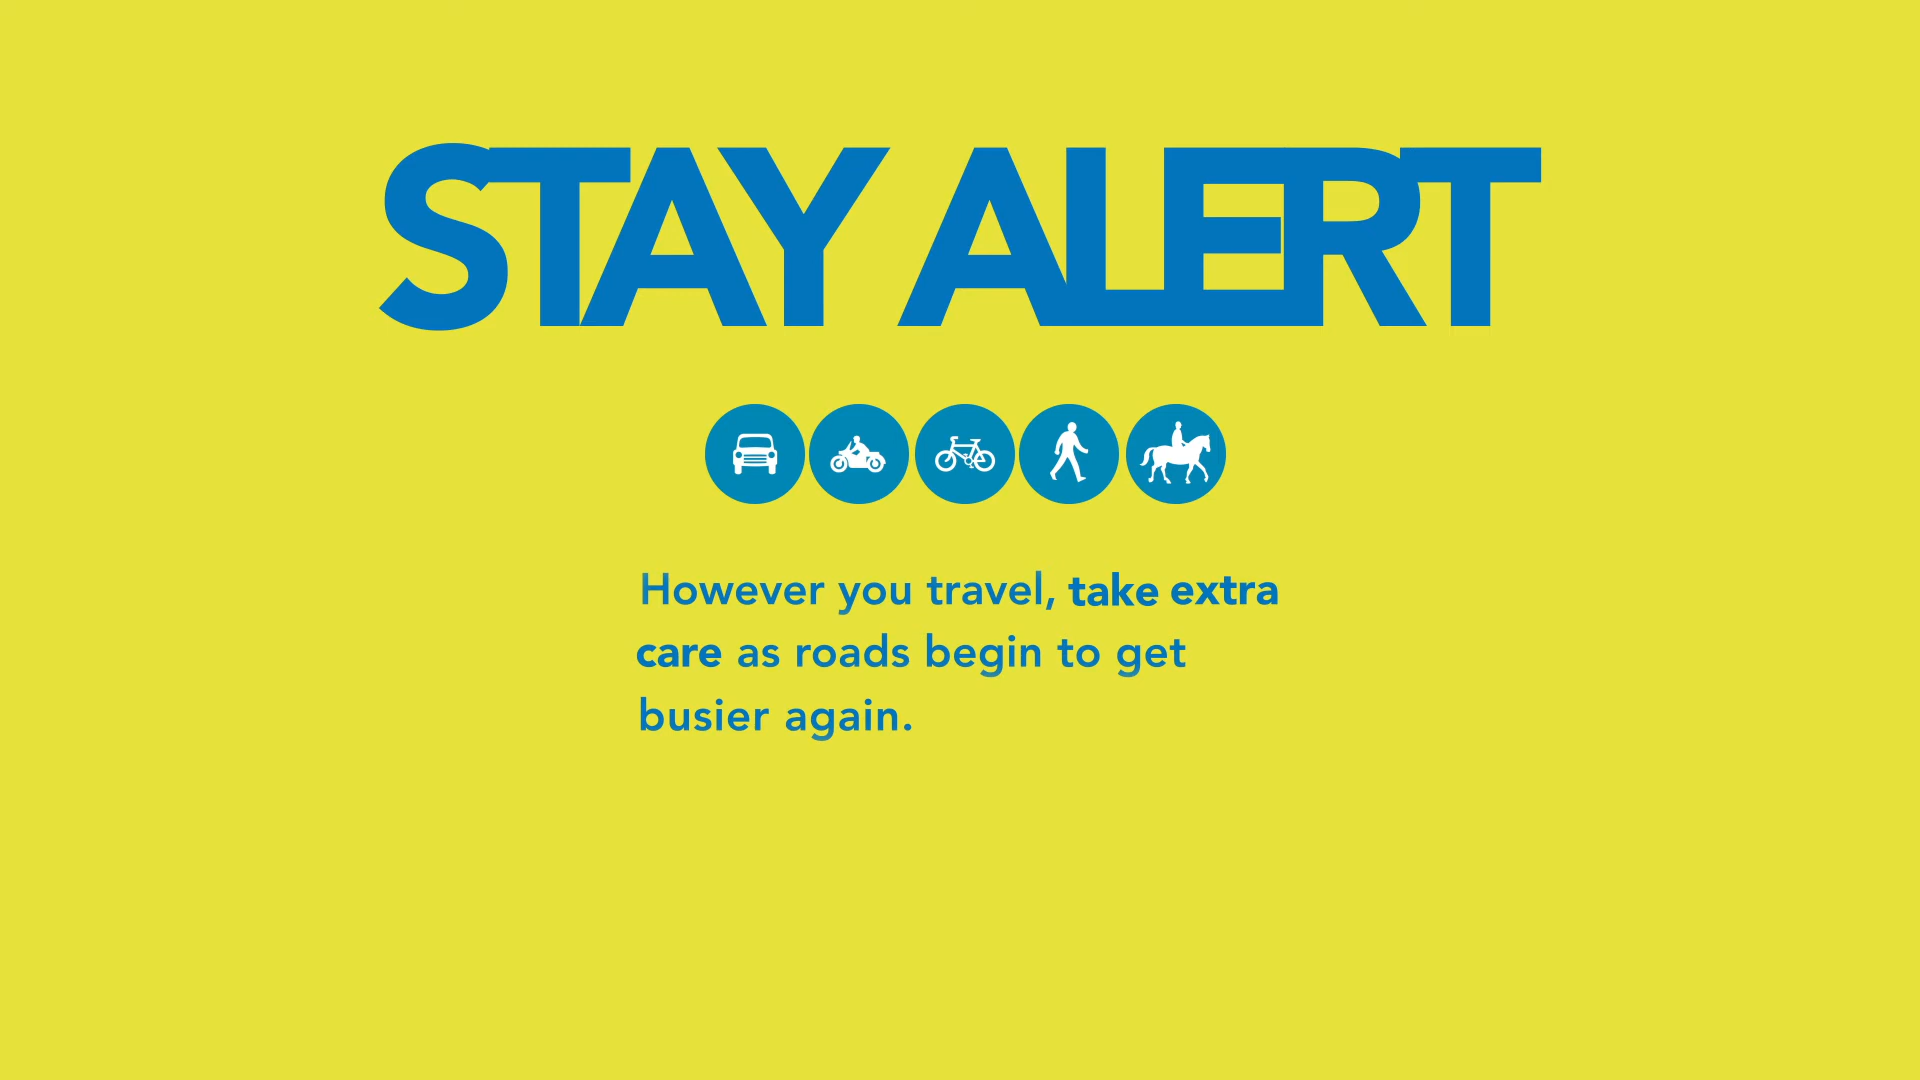 STAY ALERT
However you travel, take extra
care as roads begin to get
busier again.